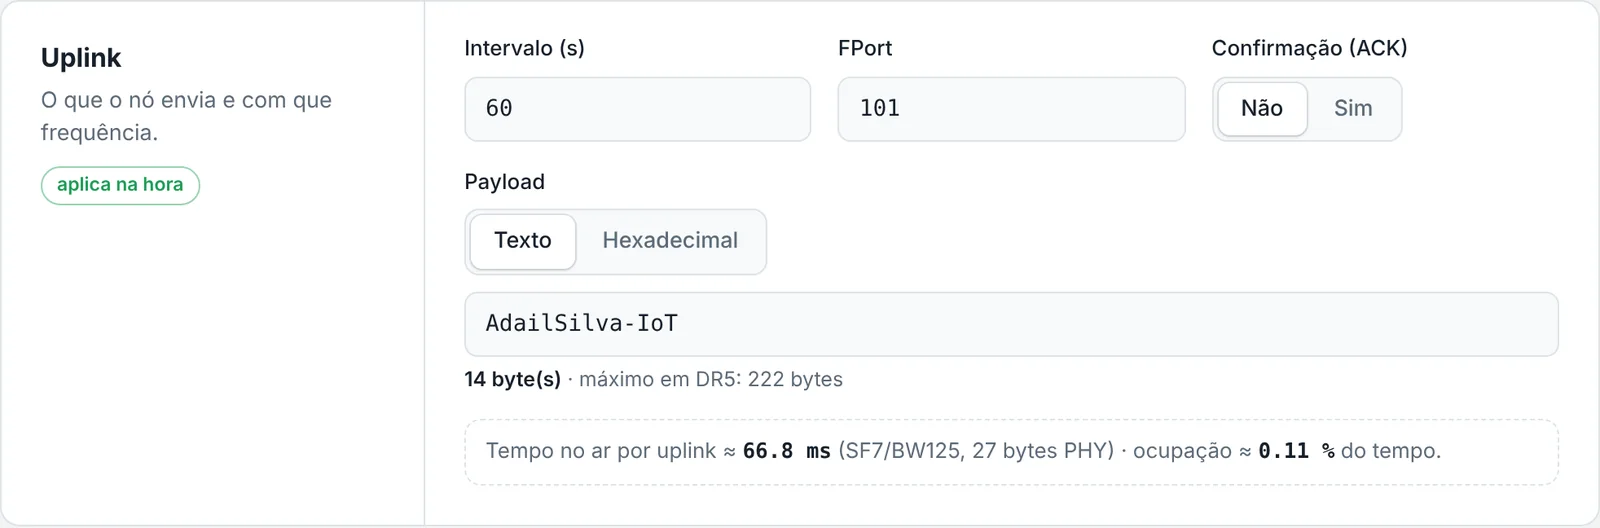 Uplink
O que o nó envia e com que
frequência.
aplica na hora
Intervalo (s)
60
FPort
101
Confirmação (ACK)
Não Sim
Payload
Texto Hexadecimal
AdailSilva-IoT
14 byte(s) · máximo em DR5: 222 bytes
Tempo no ar por uplink ≈ 66.8 ms (SF7/BW125, 27 bytes PHY) · ocupação ≈ 0.11 % do tempo.